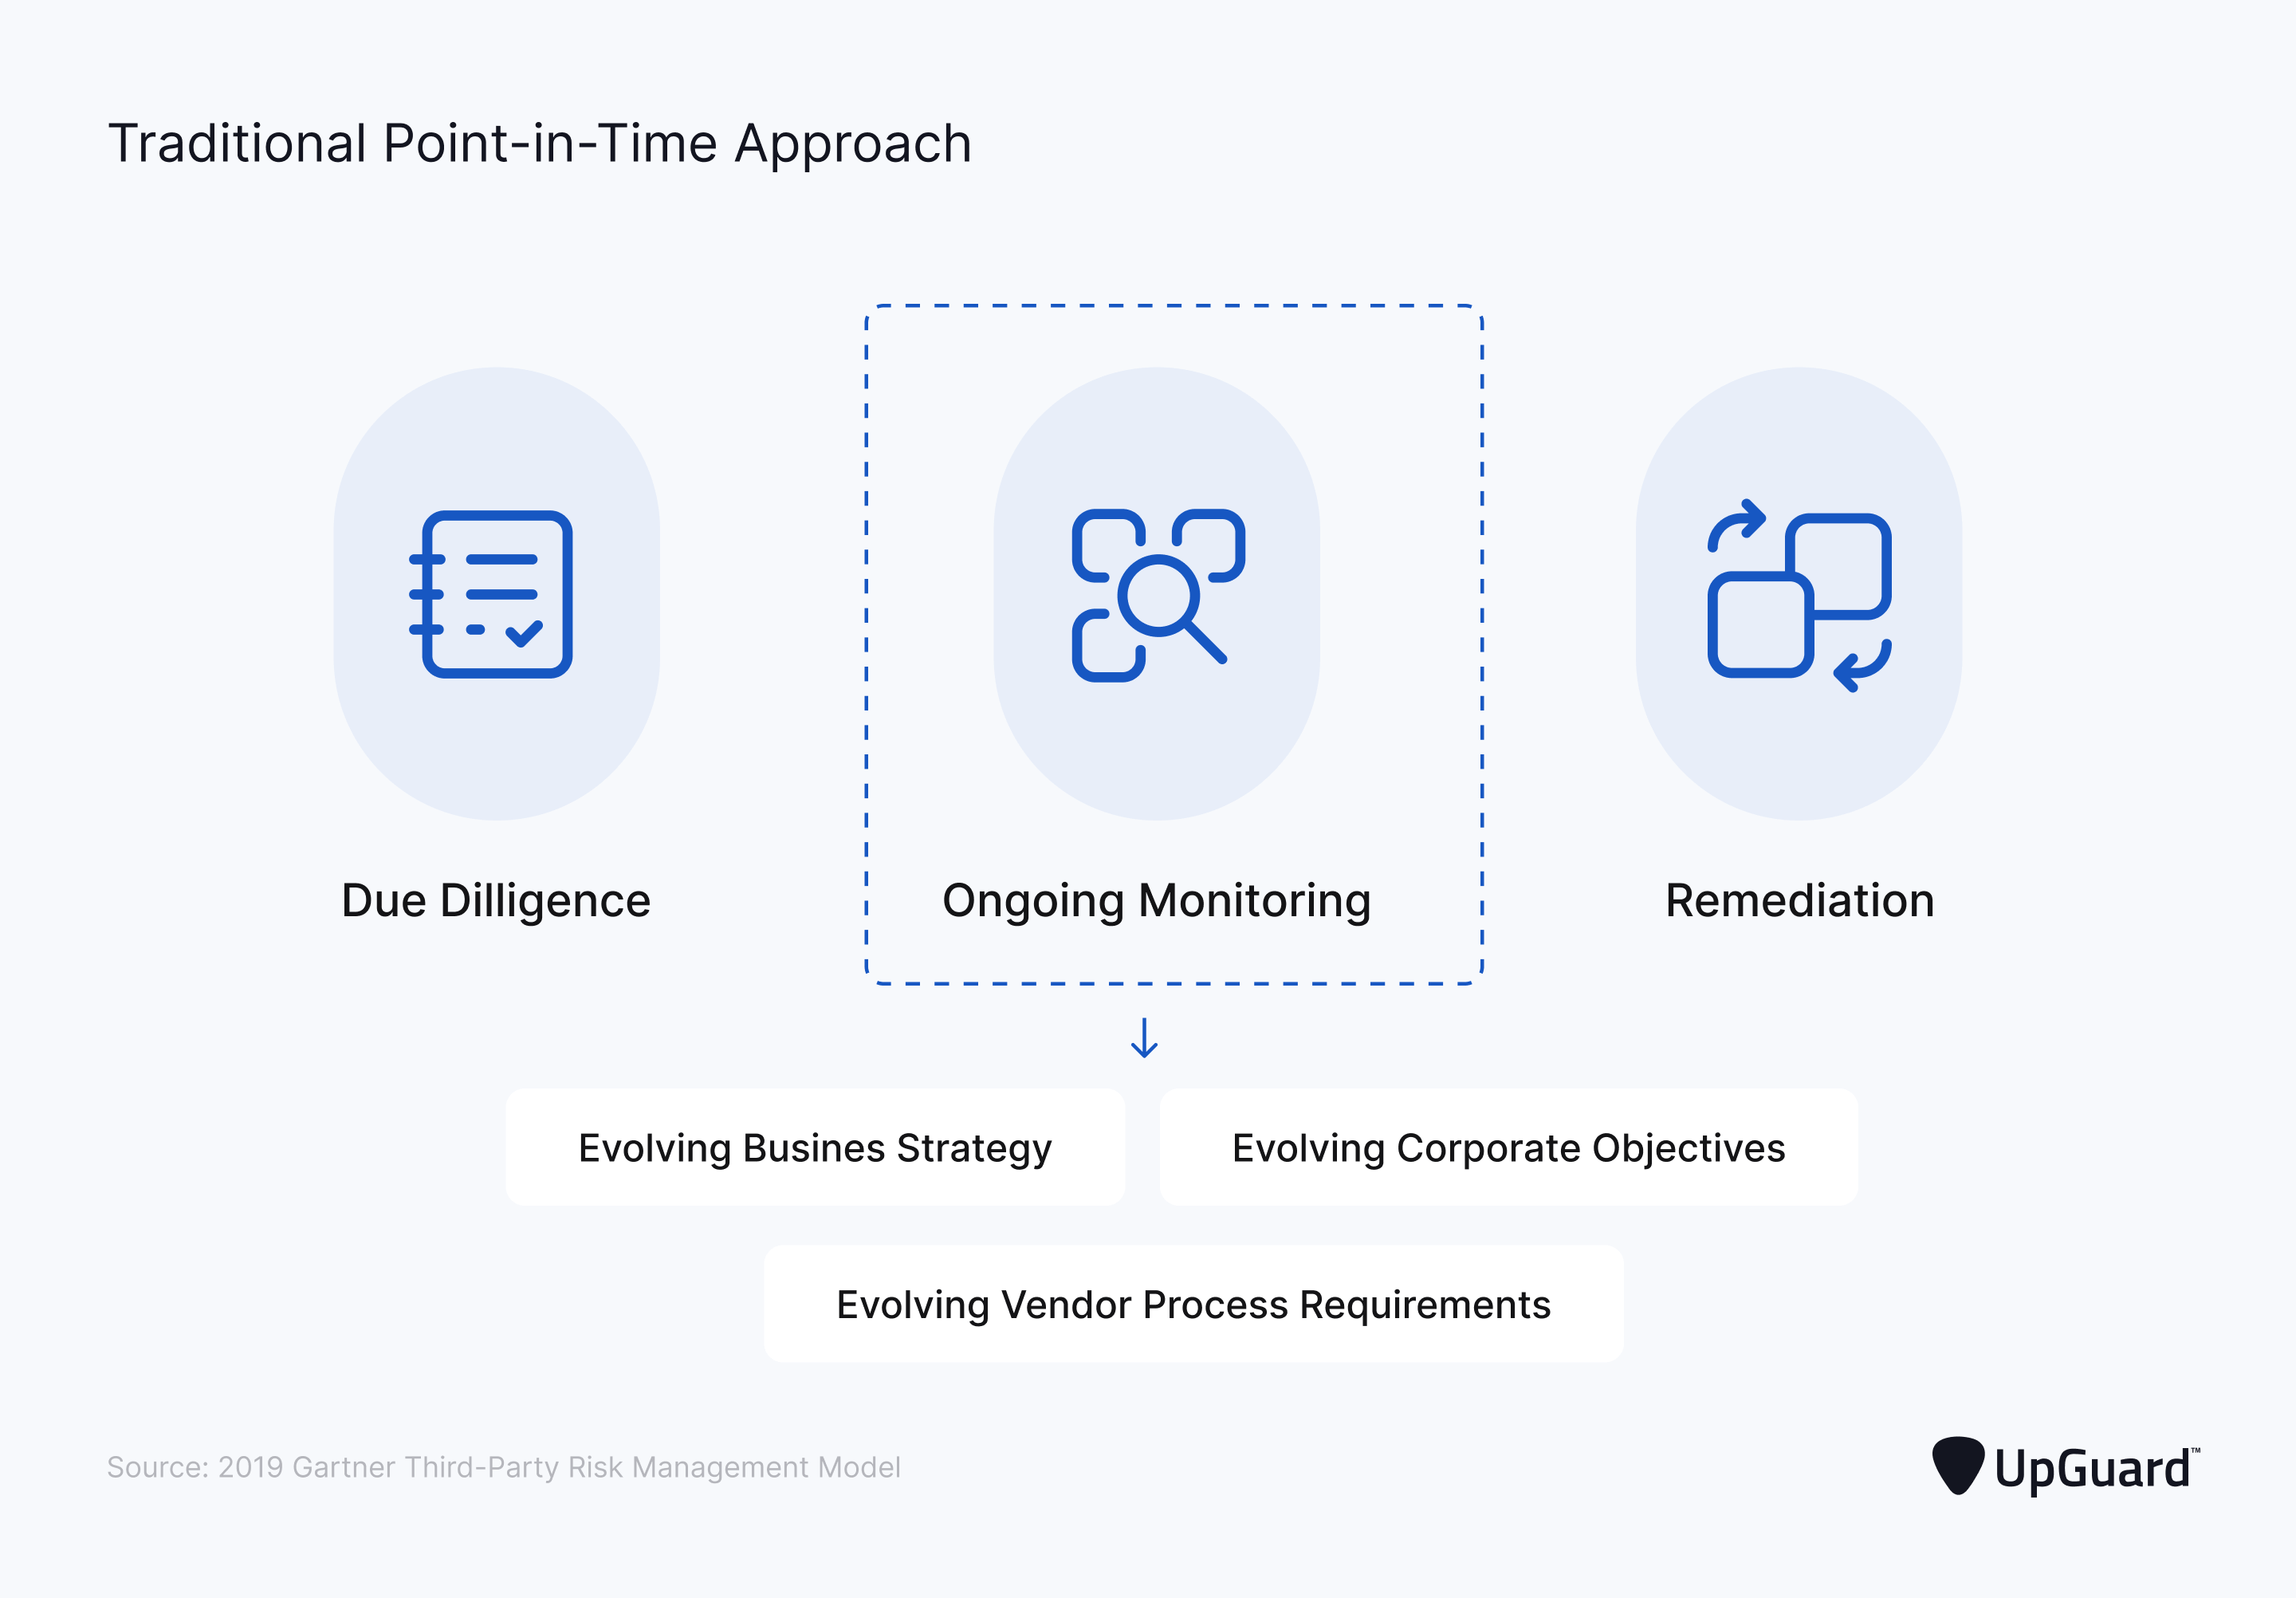 Traditional Point-in-Time Approach
Due Dilligence
Ongoing Monitoring
Remediation
Evolving Business Strategy
Evolving Corporate Objectives
Evolving Vendor Process Requirements
Source: 2019 Gartner Third-Party Risk Management Model
UpGuard™